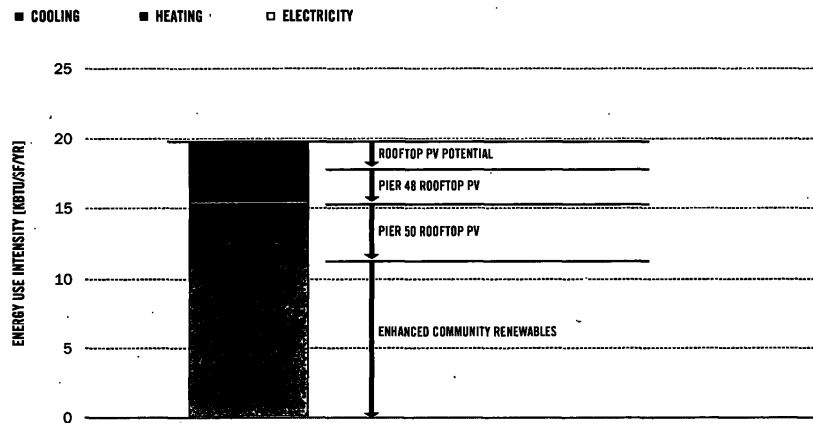 COOLING HEATING ELECTRICITY
25
20
ROOFTOP PV POTENTIAL
PIER 48 ROOFTOP PV
15
PIER 50 ROOFTOP PV
10
ENHANCED COMMUNITY RENEWABLES
5
0
ENERGY USE INTENSITY [KBTU/SF/YR]